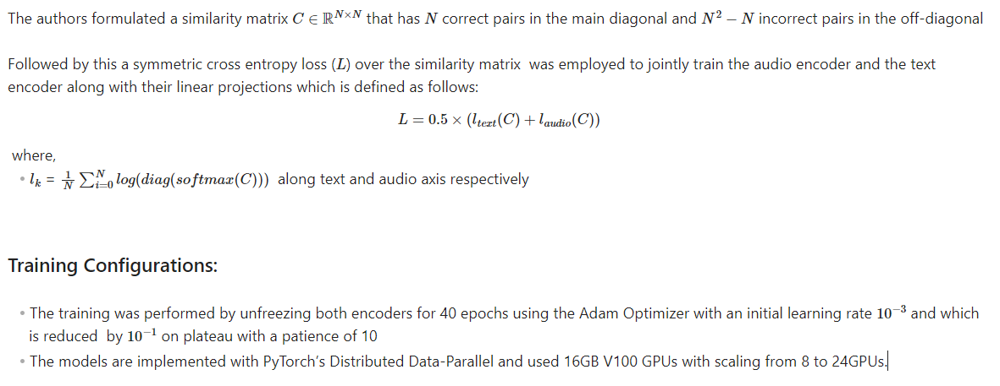 The authors formulated a similarity matrix C ∈ ℝ^{N×N} that has N correct pairs in the main diagonal and N² − N incorrect pairs in the off-diagonal
Followed by this a symmetric cross entropy loss (L) over the similarity matrix was employed to jointly train the audio encoder and the text
encoder along with their linear projections which is defined as follows:
L = 0.5 × (l_{text}(C) + l_{audio}(C))
where,
• l_k = \frac{1}{N} ∑_{i=0}^{N} log(diag(softmax(C))) along text and audio axis respectively
Training Configurations:
• The training was performed by unfreezing both encoders for 40 epochs using the Adam Optimizer with an initial learning rate 10^{−3} and which
is reduced by 10^{−1} on plateau with a patience of 10
• The models are implemented with PyTorch's Distributed Data-Parallel and used 16GB V100 GPUs with scaling from 8 to 24GPUs.